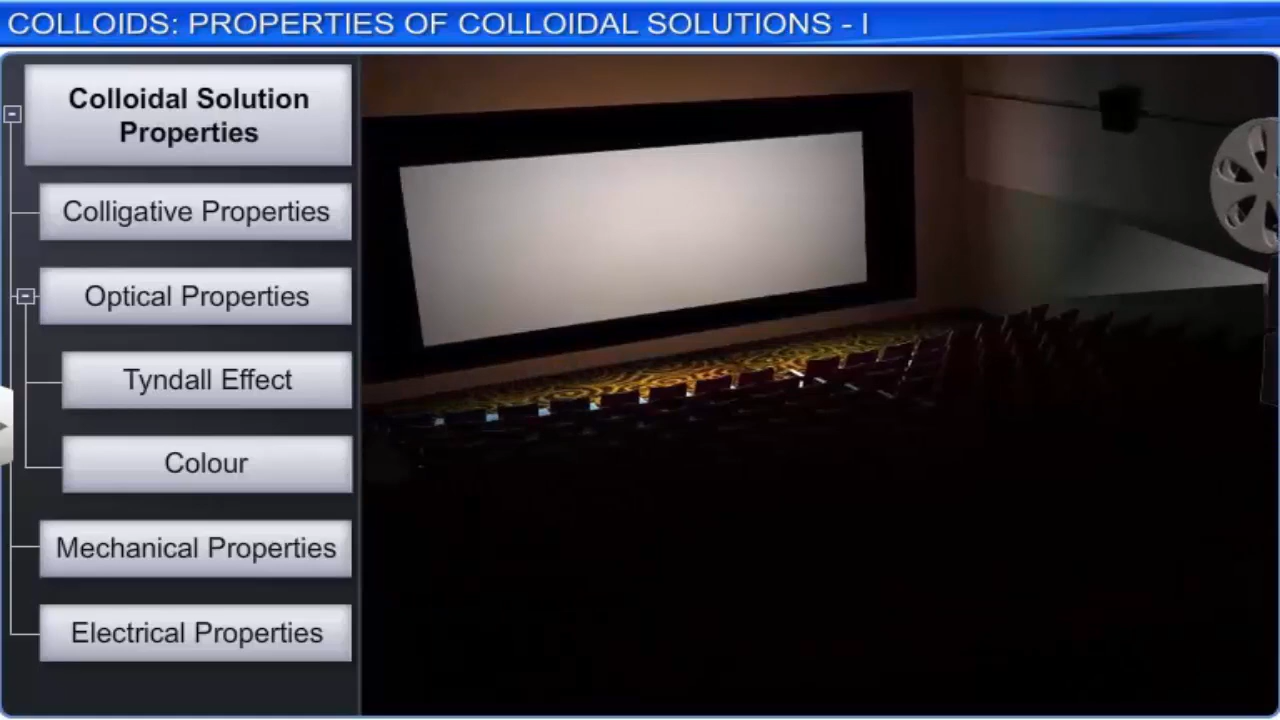 COLLOIDS: PROPERTIES OF COLLOIDAL SOLUTIONS - I
Colloidal Solution
Properties
Colligative Properties
Optical Properties
Tyndall Effect
Colour
Mechanical Properties
Electrical Properties